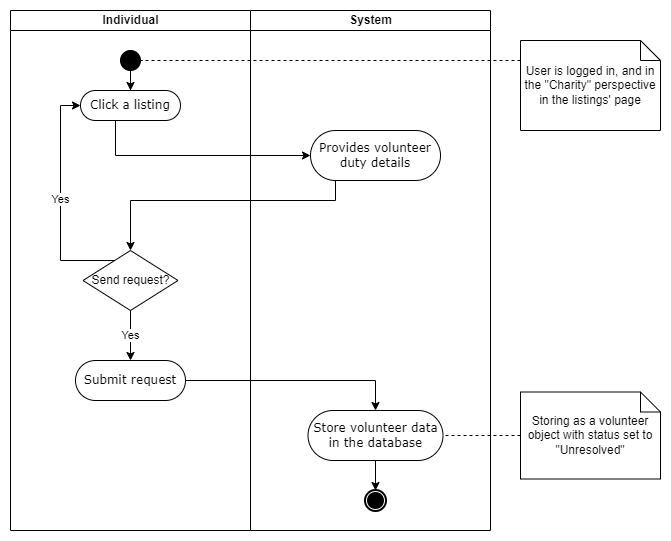 Individual
System
User is logged in, and in
the "Charity" perspective
in the listings' page
Click a listing
Provides volunteer
duty details
Yes
Send request?
Yes
Submit request
Store volunteer data
in the database
Storing as a volunteer
object with status set to
"Unresolved"